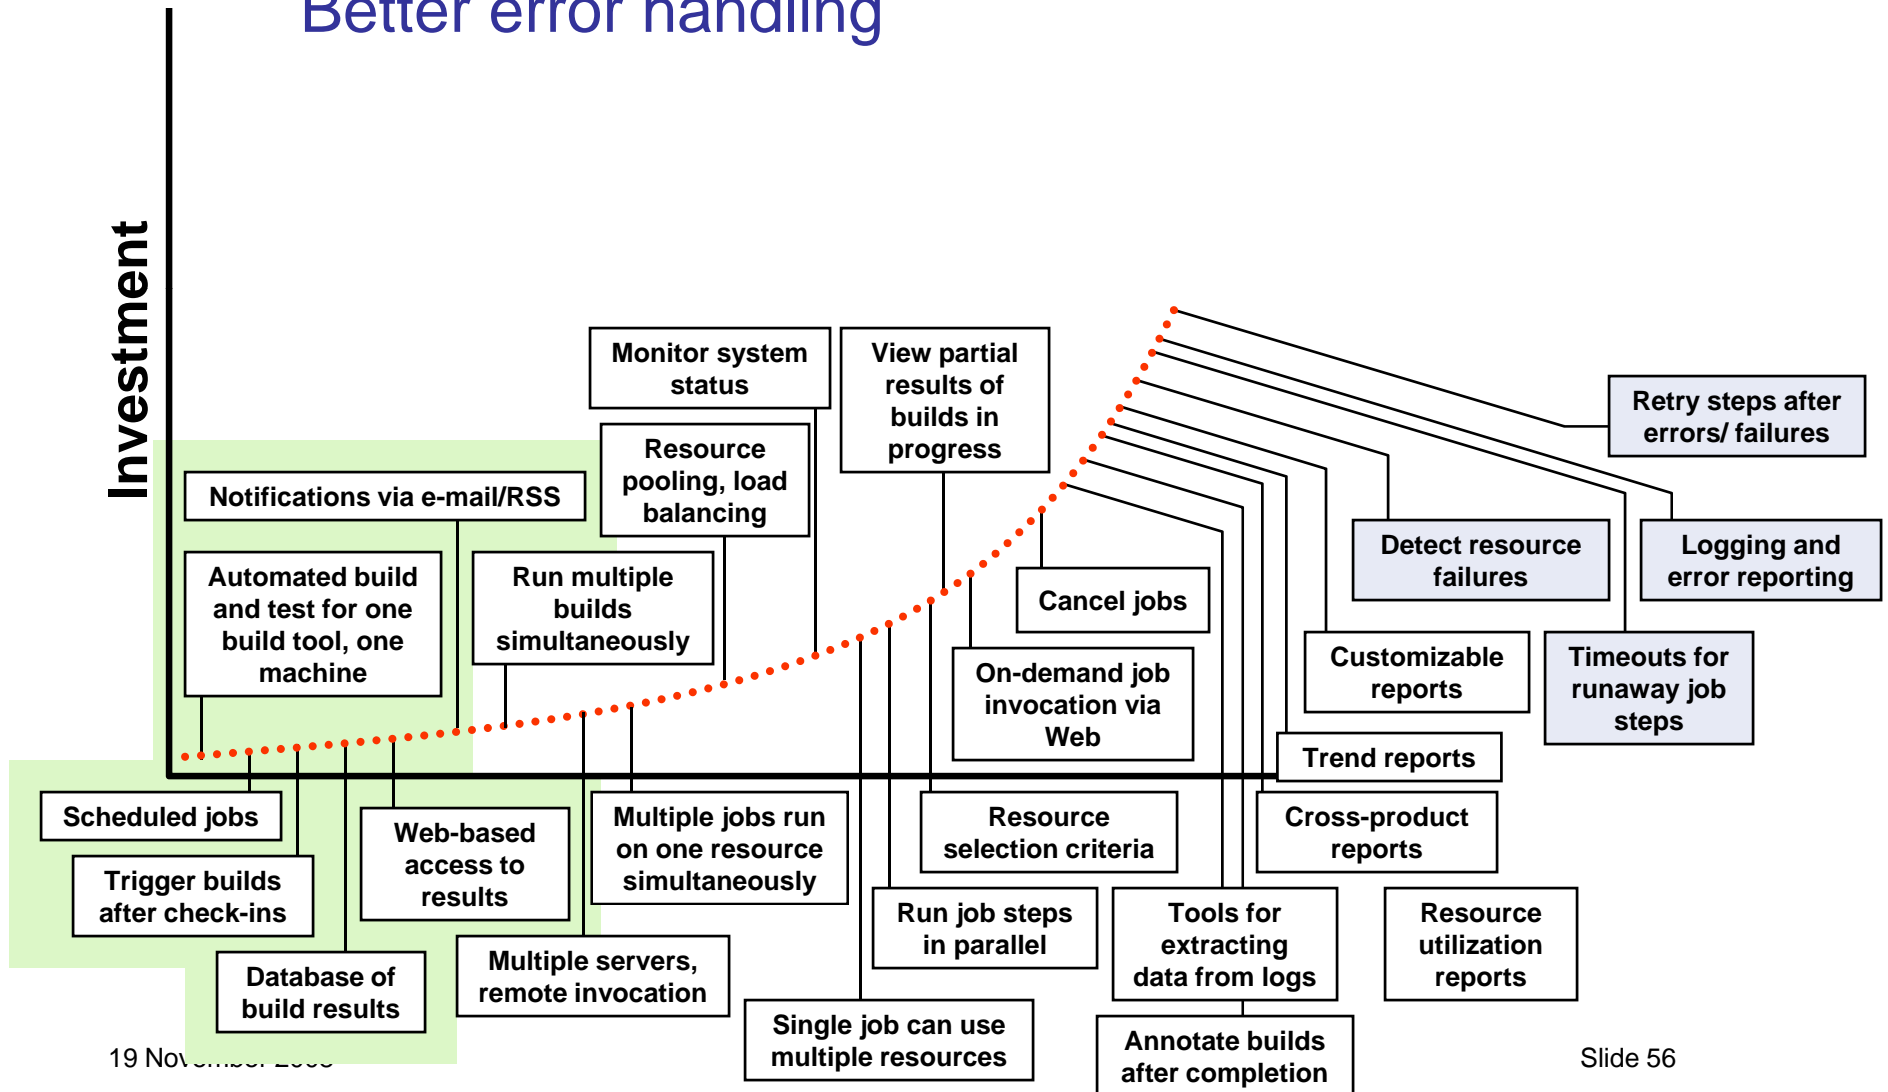 Better error handling
Investment
Monitor system
status
View partial
results of
builds in
progress
Retry steps after
errors/ failures
Resource
pooling, load
balancing
Notifications via e-mail/RSS
Detect resource
failures
Logging and
error reporting
Automated build
and test for one
build tool, one
machine
Run multiple
builds
simultaneously
Cancel jobs
On-demand job
invocation via
Web
Customizable
reports
Timeouts for
runaway job
steps
Trend reports
Scheduled jobs
Web-based
access to
results
Multiple jobs run
on one resource
simultaneously
Resource
selection criteria
Cross-product
reports
Trigger builds
after check-ins
Run job steps
in parallel
Tools for
extracting
data from logs
Resource
utilization
reports
Database of
build results
Multiple servers,
remote invocation
Single job can use
multiple resources
Annotate builds
after completion
19 November
Slide 56